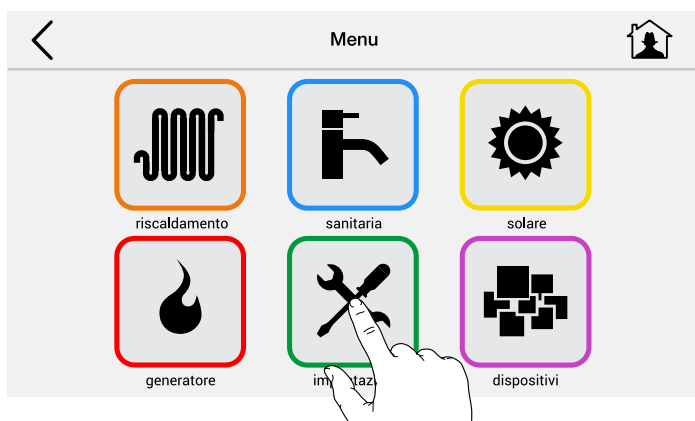 Menu
riscaldamento
sanitaria
solare
generatore
dispositivi